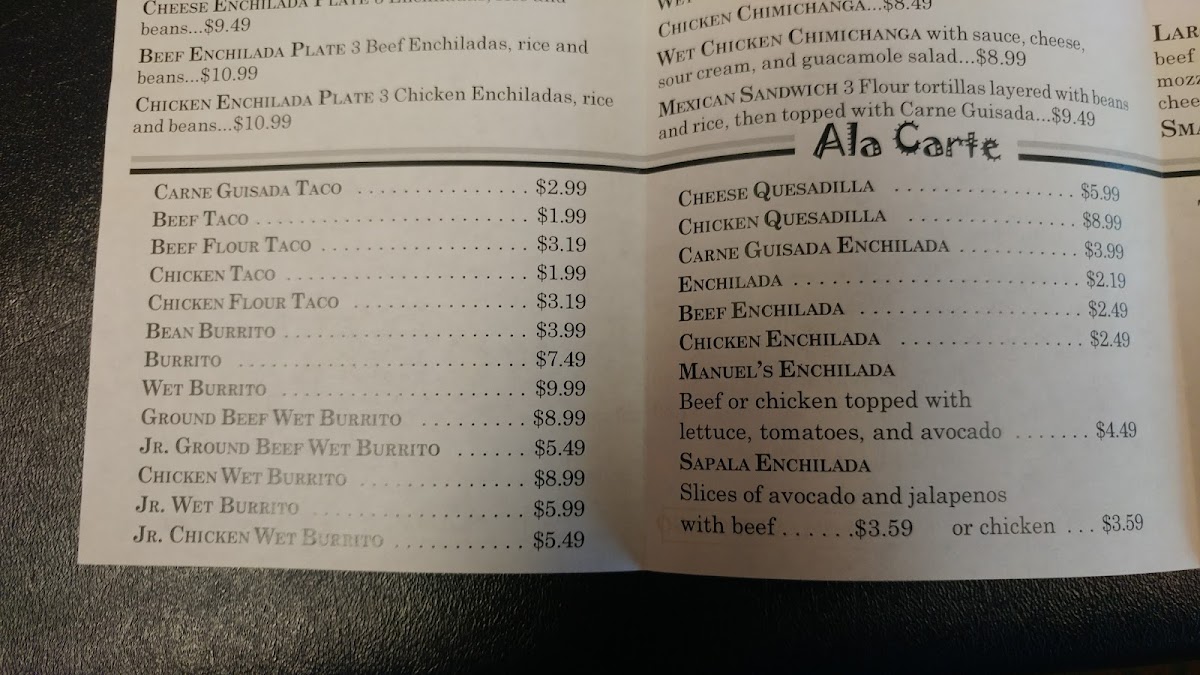 CHEESE ENCHILADA PLATE 3 Enchiladas, rice and
beans...$9.49
BEEF ENCHILADA PLATE 3 Beef Enchiladas, rice and
beans...$10.99
CHICKEN ENCHILADA PLATE 3 Chicken Enchiladas, rice
and beans...$10.99
CHICKEN CHIMICHANGA...$8.49
WET CHICKEN CHIMICHANGA with sauce, cheese,
sour cream, and guacamole salad...$8.99
MEXICAN SANDWICH 3 Flour tortillas layered with beans
and rice, then topped with Carne Guisada...$9.49
Ala Carte
CARNE GUISADA TACO ................ $2.99
BEEF TACO ......................... $1.99
BEEF FLOUR TACO ................... $3.19
CHICKEN TACO ...................... $1.99
CHICKEN FLOUR TACO ................ $3.19
BEAN BURRITO ...................... $3.99
BURRITO .......................... $7.49
WET BURRITO ...................... $9.99
GROUND BEEF WET BURRITO ......... $8.99
JR. GROUND BEEF WET BURRITO ...... $5.49
CHICKEN WET BURRITO .............. $8.99
JR. WET BURRITO ................... $5.99
JR. CHICKEN WET BURRITO ........... $5.49
CHEESE QUESADILLA ................ $5.99
CHICKEN QUESADILLA ............... $8.99
CARNE GUISADA ENCHILADA .......... $3.99
ENCHILADA ......................... $2.19
BEEF ENCHILADA ................... $2.49
CHICKEN ENCHILADA ............... $2.49
MANUEL'S ENCHILADA
Beef or chicken topped with
lettuce, tomatoes, and avocado ....... $4.49
SAPALA ENCHILADA
Slices of avocado and jalapenos
with beef.......$3.59 or chicken ... $3.59
beef